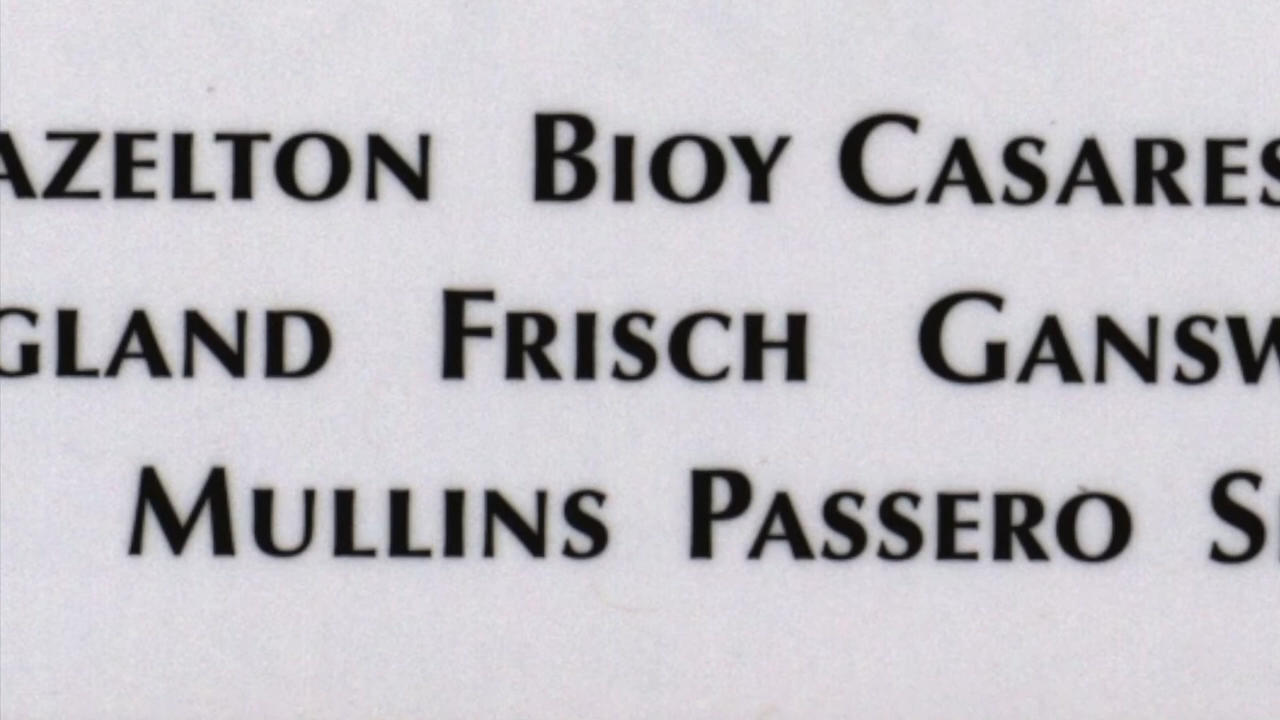 AZELTON BIOY CASARES
GLAND FRISCH GANSW
MULLINS PASSERO S